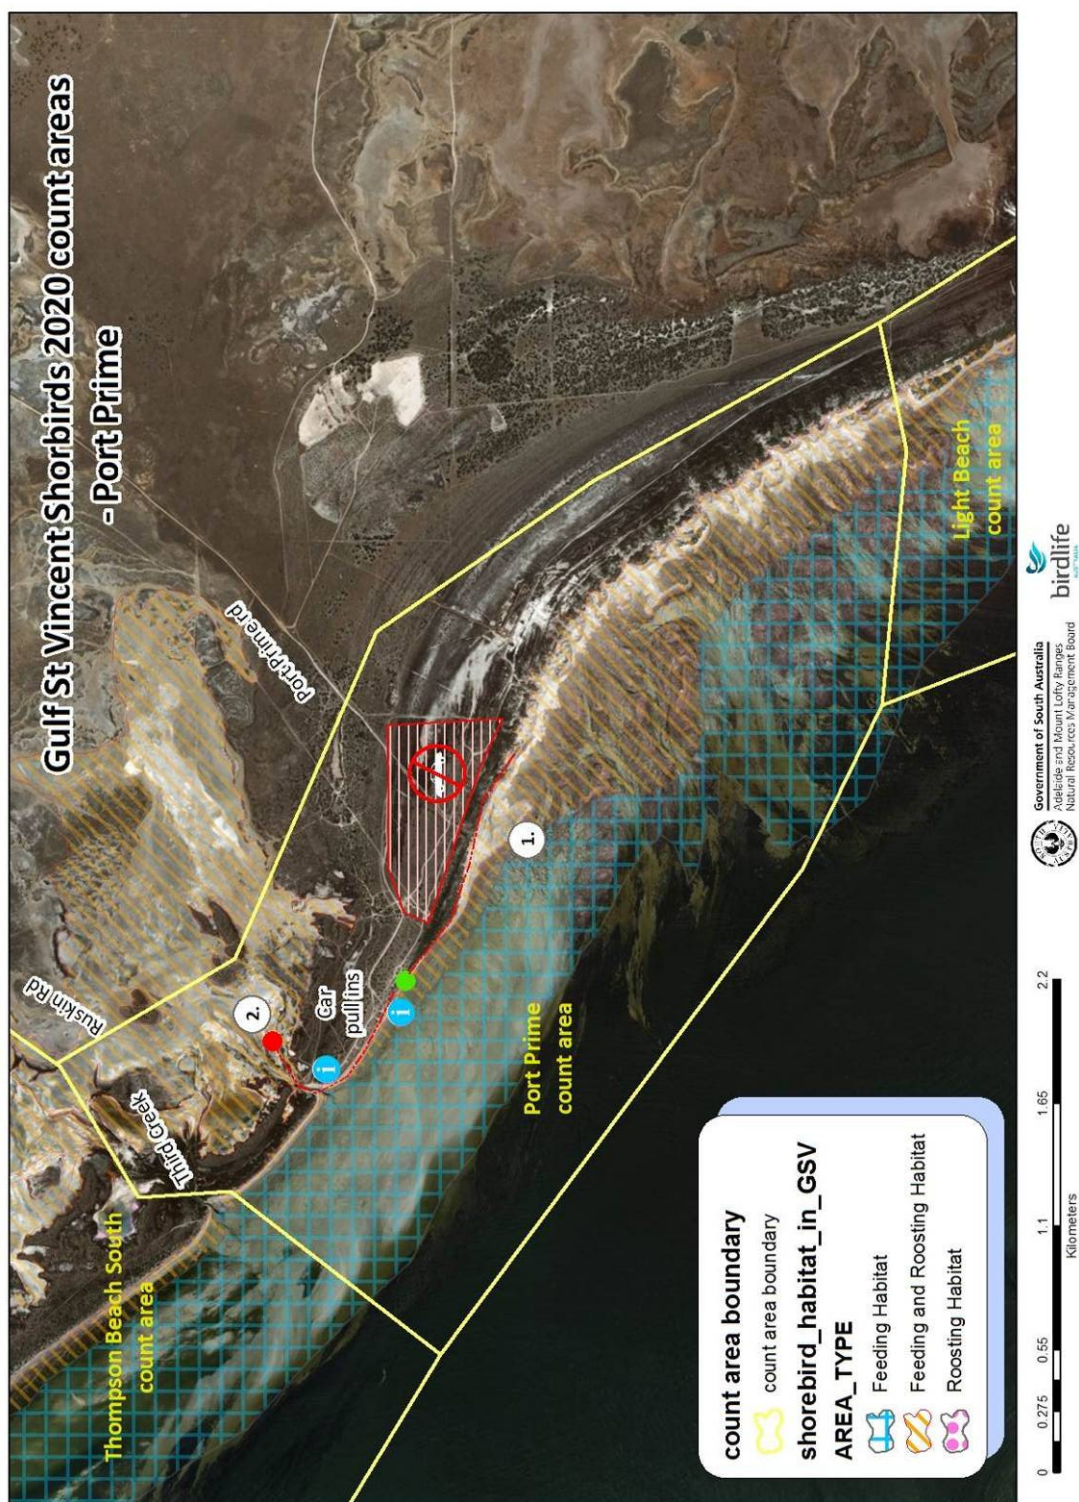 Gulf St Vincent Shorbirds 2020 count areas
- Port Prime
Ruskin Rd
Port Prime rd
Third Creek
2.
Car
pull ins
i
i
1.
Thompson Beach South
count area
Port Prime
count area
Light Beach
count area
count area boundary
count area boundary
shorebird_habitat_in_GSV
AREA_TYPE
Feeding Habitat
Feeding and Roosting Habitat
Roosting Habitat
0 0.275 0.55 1.1 1.65 2.2
Kilometers
Government of South Australia
Adelaide and Mount Lofty Ranges
Natural Resources Management Board
birdlife